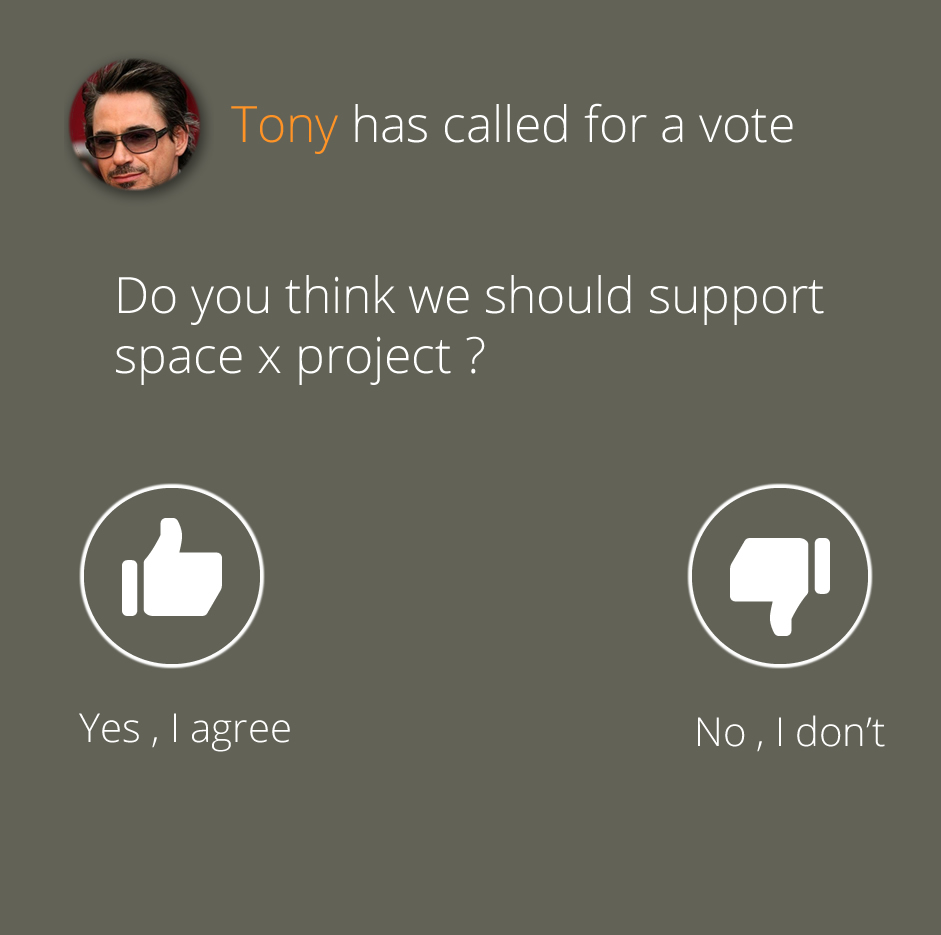 Tony has called for a vote
Do you think we should support
space x project ?
Yes , I agree
No , I don’t